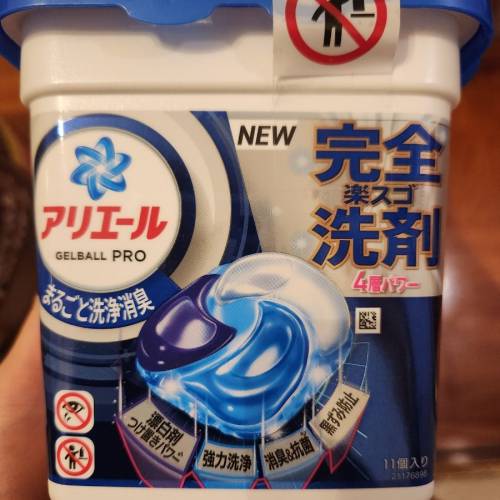 NEW
完全
楽スゴ
洗剤
4層パワー
アリエール
GELBALL PRO
まるごと洗浄消臭
漂白剤
つけ置きパワー
強力洗浄
消臭&抗菌
黒ずみ防止
11個入り